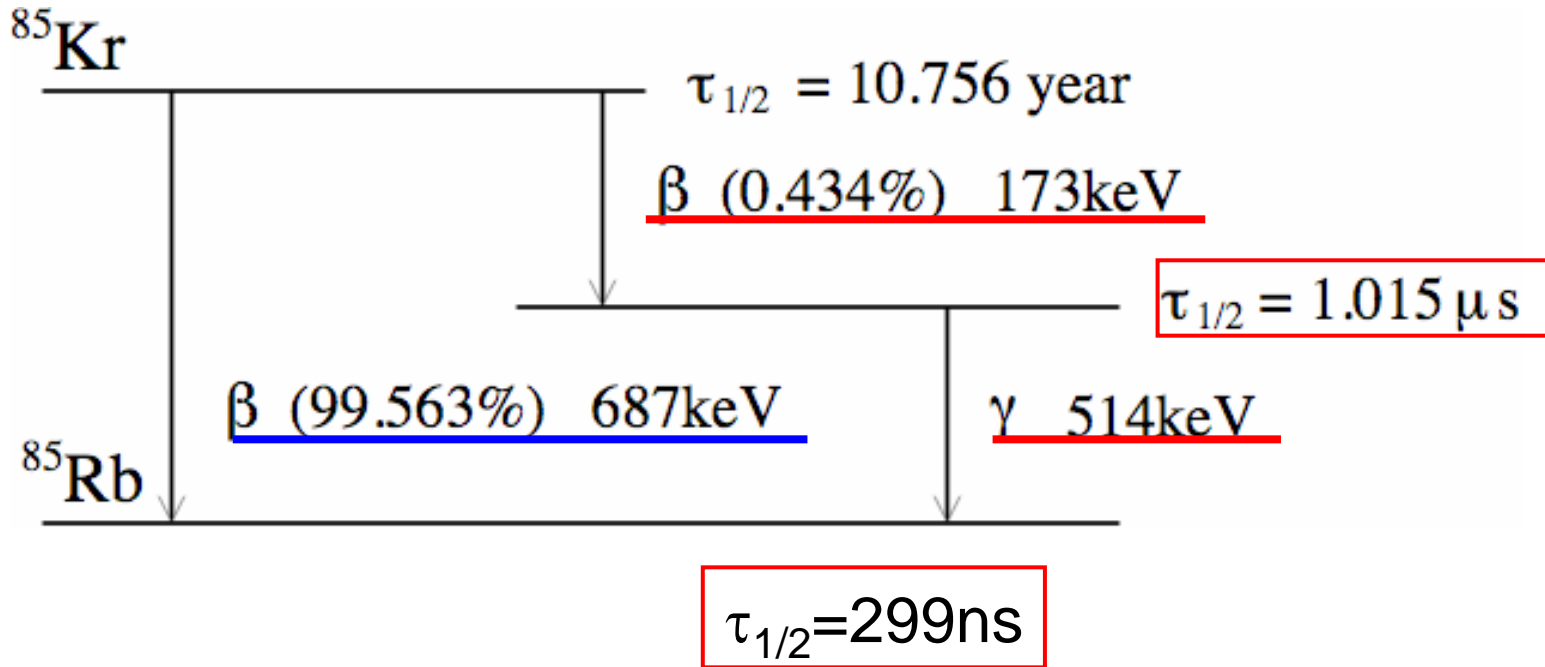 ⁸⁵Kr
τ₁/₂ = 10.756 year
β (0.434%) 173keV
τ₁/₂ = 1.015 μs
β (99.563%) 687keV
γ 514keV
⁸⁵Rb
τ₁/₂=299ns